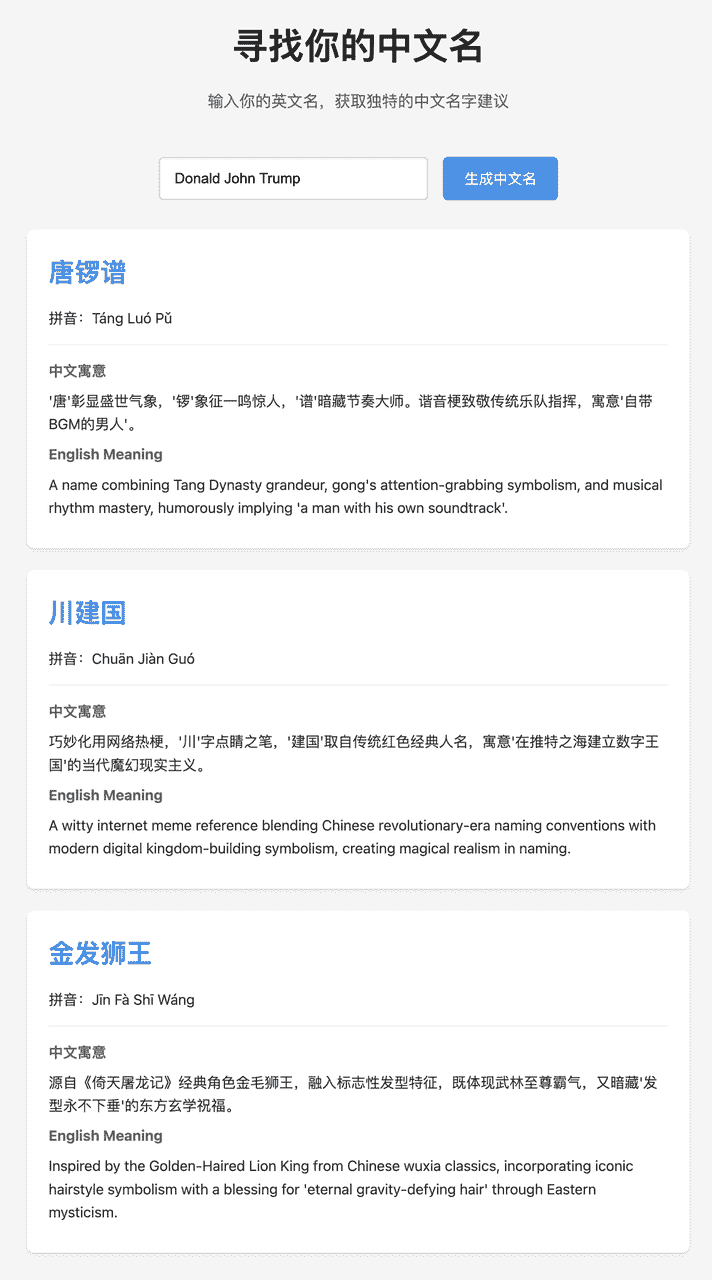 寻找你的中文名
输入你的英文名，获取独特的中文名字建议
Donald John Trump
生成中文名
唐锣谱
拼音：Táng Luó Pǔ
中文寓意
'唐'彰显盛世气象，'锣'象征一鸣惊人，'谱'暗藏节奏大师。谐音梗致敬传统乐队指挥，寓意'自带
BGM的男人'。
English Meaning
A name combining Tang Dynasty grandeur, gong's attention-grabbing symbolism, and musical
rhythm mastery, humorously implying 'a man with his own soundtrack'.
川建国
拼音：Chuān Jiàn Guó
中文寓意
巧妙化用网络热梗，'川'字点睛之笔，'建国'取自传统红色经典人名，寓意'在推特之海建立数字王
国'的当代魔幻现实主义。
English Meaning
A witty internet meme reference blending Chinese revolutionary-era naming conventions with
modern digital kingdom-building symbolism, creating magical realism in naming.
金发狮王
拼音：Jīn Fà Shī Wáng
中文寓意
源自《倚天屠龙记》经典角色金毛狮王，融入标志性发型特征，既体现武林至尊霸气，又暗藏'发
型永不下垂'的东方玄学祝福。
English Meaning
Inspired by the Golden-Haired Lion King from Chinese wuxia classics, incorporating iconic
hairstyle symbolism with a blessing for 'eternal gravity-defying hair' through Eastern
mysticism.